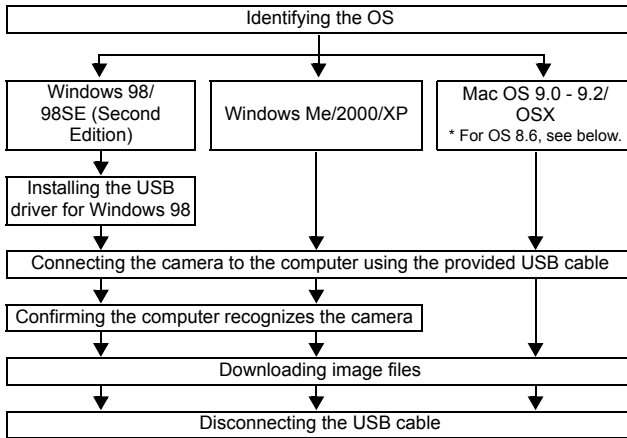 Identifying the OS
Windows 98/
98SE (Second
Edition)
Windows Me/2000/XP
Mac OS 9.0 - 9.2/
OSX
* For OS 8.6, see below.
Installing the USB
driver for Windows 98
Connecting the camera to the computer using the provided USB cable
Confirming the computer recognizes the camera
Downloading image files
Disconnecting the USB cable